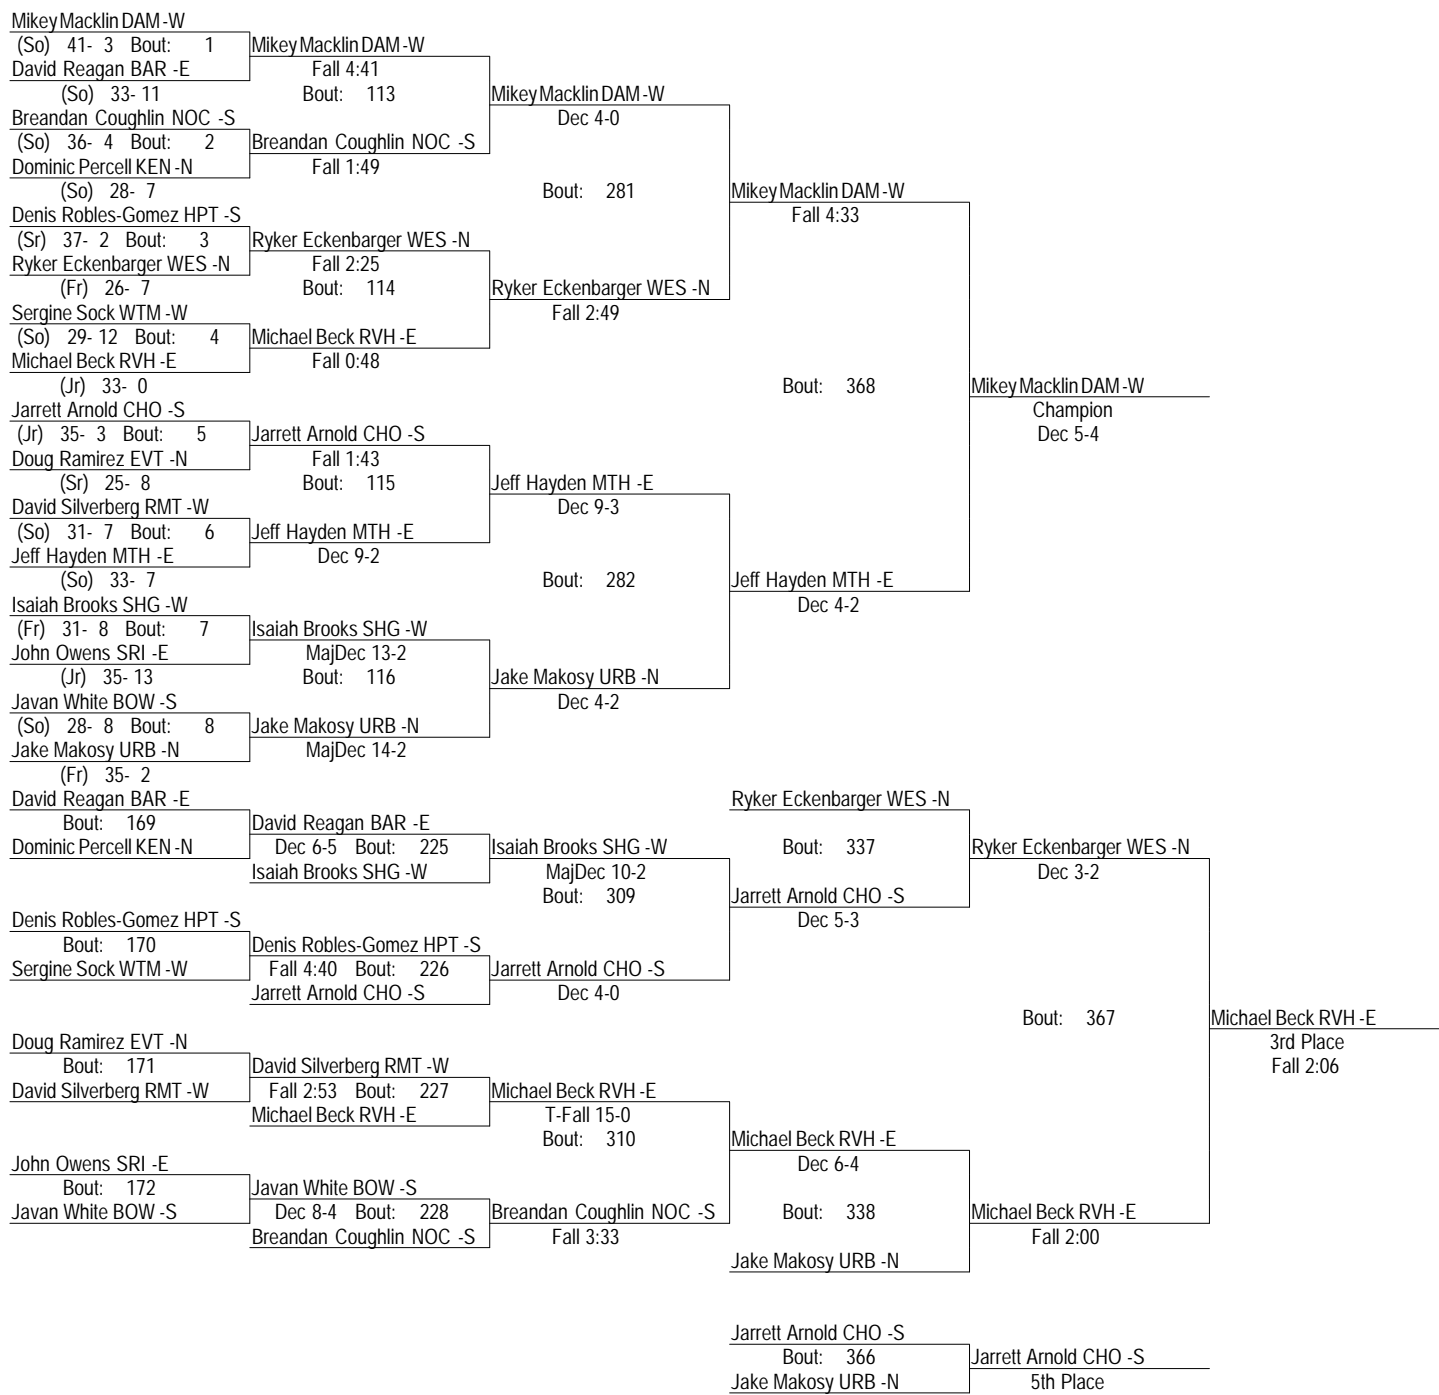 Mikey Macklin DAM -W
(So) 41- 3 Bout: 1 Mikey Macklin DAM -W
David Reagan BAR -E Fall 4:41
(So) 33- 11 Bout: 113 Mikey Macklin DAM -W
Breandan Coughlin NOC -S Dec 4-0
(So) 36- 4 Bout: 2 Breandan Coughlin NOC -S
Dominic Percell KEN -N Fall 1:49
(So) 28- 7 Bout: 281 Mikey Macklin DAM -W
Denis Robles-Gomez HPT -S Fall 4:33
(Sr) 37- 2 Bout: 3 Ryker Eckenbarger WES -N
Ryker Eckenbarger WES -N Fall 2:25
(Fr) 26- 7 Bout: 114 Ryker Eckenbarger WES -N
Sergine Sock WTM -W Fall 2:49
(So) 29- 12 Bout: 4 Michael Beck RVH -E
Michael Beck RVH -E Fall 0:48
(Jr) 33- 0 Bout: 368 Mikey Macklin DAM -W
Jarrett Arnold CHO -S Champion
(Jr) 35- 3 Bout: 5 Jarrett Arnold CHO -S Dec 5-4
Doug Ramirez EVT -N Fall 1:43
(Sr) 25- 8 Bout: 115 Jeff Hayden MTH -E
David Silverberg RMT -W Dec 9-3
(So) 31- 7 Bout: 6 Jeff Hayden MTH -E
Jeff Hayden MTH -E Dec 9-2
(So) 33- 7 Bout: 282 Jeff Hayden MTH -E
Isaiah Brooks SHG -W Dec 4-2
(Fr) 31- 8 Bout: 7 Isaiah Brooks SHG -W
John Owens SRI -E MajDec 13-2
(Jr) 35- 13 Bout: 116 Jake Makosy URB -N
Javan White BOW -S Dec 4-2
(So) 28- 8 Bout: 8 Jake Makosy URB -N
Jake Makosy URB -N MajDec 14-2
(Fr) 35- 2
David Reagan BAR -E Ryker Eckenbarger WES -N
Bout: 169 David Reagan BAR -E
Dominic Percell KEN -N Dec 6-5 Bout: 225 Isaiah Brooks SHG -W Bout: 337 Ryker Eckenbarger WES -N
Isaiah Brooks SHG -W MajDec 10-2 Dec 3-2
Bout: 309 Jarrett Arnold CHO -S
Denis Robles-Gomez HPT -S Dec 5-3
Bout: 170 Denis Robles-Gomez HPT -S
Sergine Sock WTM -W Fall 4:40 Bout: 226 Jarrett Arnold CHO -S
Jarrett Arnold CHO -S Dec 4-0
Bout: 367 Michael Beck RVH -E
Doug Ramirez EVT -N 3rd Place
Bout: 171 David Silverberg RMT -W Fall 2:06
David Silverberg RMT -W Fall 2:53 Bout: 227 Michael Beck RVH -E
Michael Beck RVH -E T-Fall 15-0
Bout: 310 Michael Beck RVH -E
John Owens SRI -E Dec 6-4
Bout: 172 Javan White BOW -S
Javan White BOW -S Dec 8-4 Bout: 228 Breandan Coughlin NOC -S Bout: 338 Michael Beck RVH -E
Breandan Coughlin NOC -S Fall 3:33 Fall 2:00
Jake Makosy URB -N
Jarrett Arnold CHO -S
Bout: 366 Jarrett Arnold CHO -S
Jake Makosy URB -N 5th Place